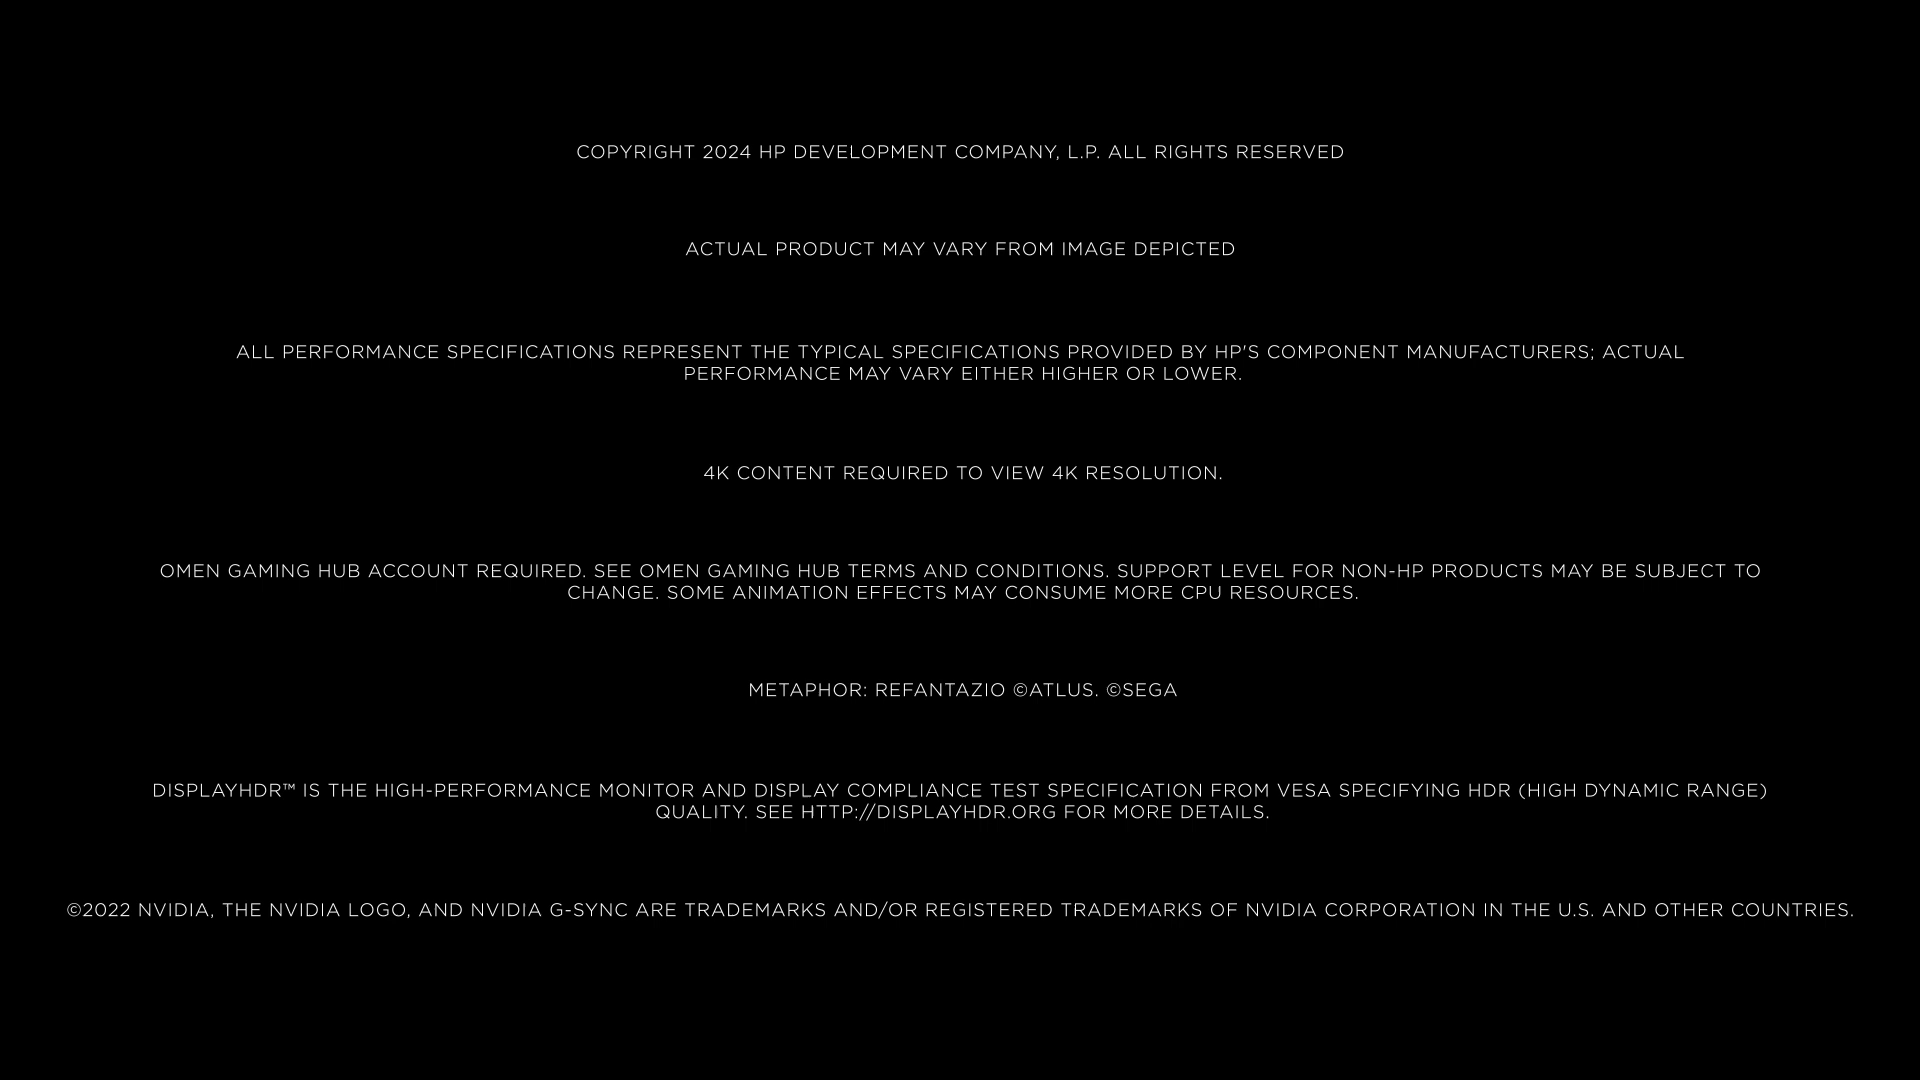 COPYRIGHT 2024 HP DEVELOPMENT COMPANY, L.P. ALL RIGHTS RESERVED
ACTUAL PRODUCT MAY VARY FROM IMAGE DEPICTED
ALL PERFORMANCE SPECIFICATIONS REPRESENT THE TYPICAL SPECIFICATIONS PROVIDED BY HP'S COMPONENT MANUFACTURERS; ACTUAL
PERFORMANCE MAY VARY EITHER HIGHER OR LOWER.
4K CONTENT REQUIRED TO VIEW 4K RESOLUTION.
OMEN GAMING HUB ACCOUNT REQUIRED. SEE OMEN GAMING HUB TERMS AND CONDITIONS. SUPPORT LEVEL FOR NON-HP PRODUCTS MAY BE SUBJECT TO
CHANGE. SOME ANIMATION EFFECTS MAY CONSUME MORE CPU RESOURCES.
METAPHOR: REFANTAZIO ©ATLUS. ©SEGA
DISPLAYHDR™ IS THE HIGH-PERFORMANCE MONITOR AND DISPLAY COMPLIANCE TEST SPECIFICATION FROM VESA SPECIFYING HDR (HIGH DYNAMIC RANGE)
QUALITY. SEE HTTP://DISPLAYHDR.ORG FOR MORE DETAILS.
©2022 NVIDIA, THE NVIDIA LOGO, AND NVIDIA G-SYNC ARE TRADEMARKS AND/OR REGISTERED TRADEMARKS OF NVIDIA CORPORATION IN THE U.S. AND OTHER COUNTRIES.